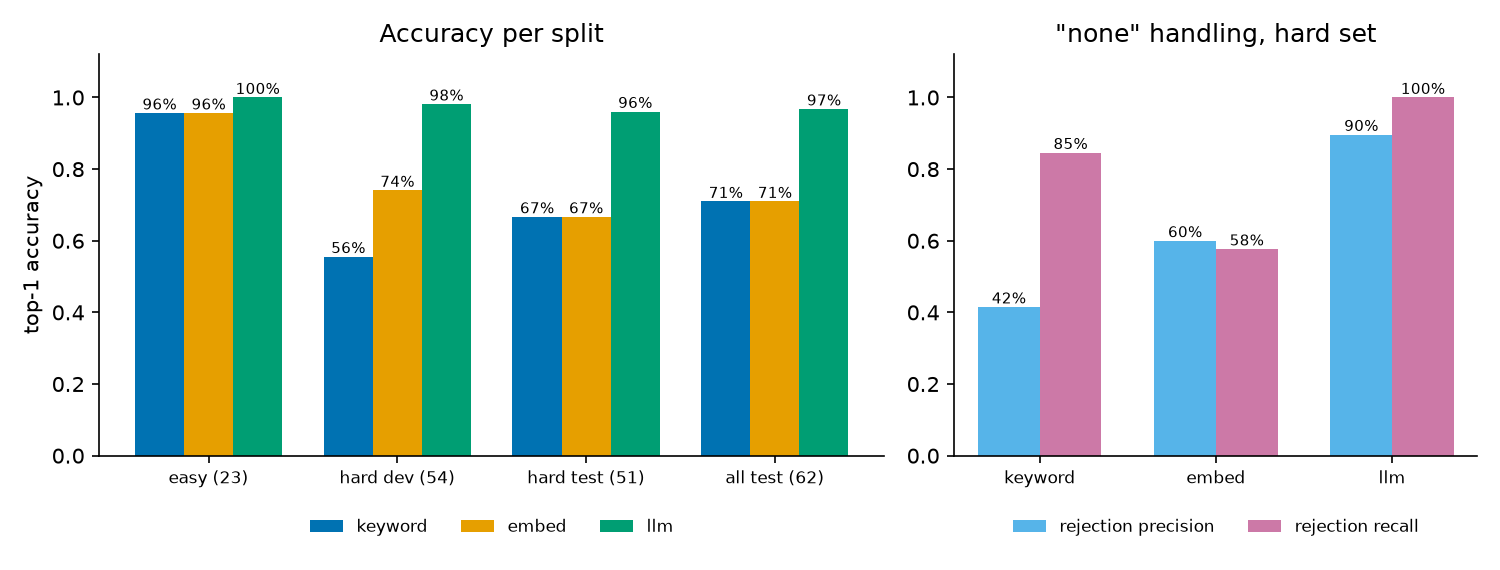 Accuracy per split
top-1 accuracy
1.0
0.8
0.6
0.4
0.2
0.0
96% 96% 100%
56% 74% 98%
67% 67% 96%
71% 71% 97%
easy (23) hard dev (54) hard test (51) all test (62)
keyword embed llm
"none" handling, hard set
1.0
0.8
0.6
0.4
0.2
0.0
42% 85%
60% 58%
90% 100%
keyword embed llm
rejection precision rejection recall